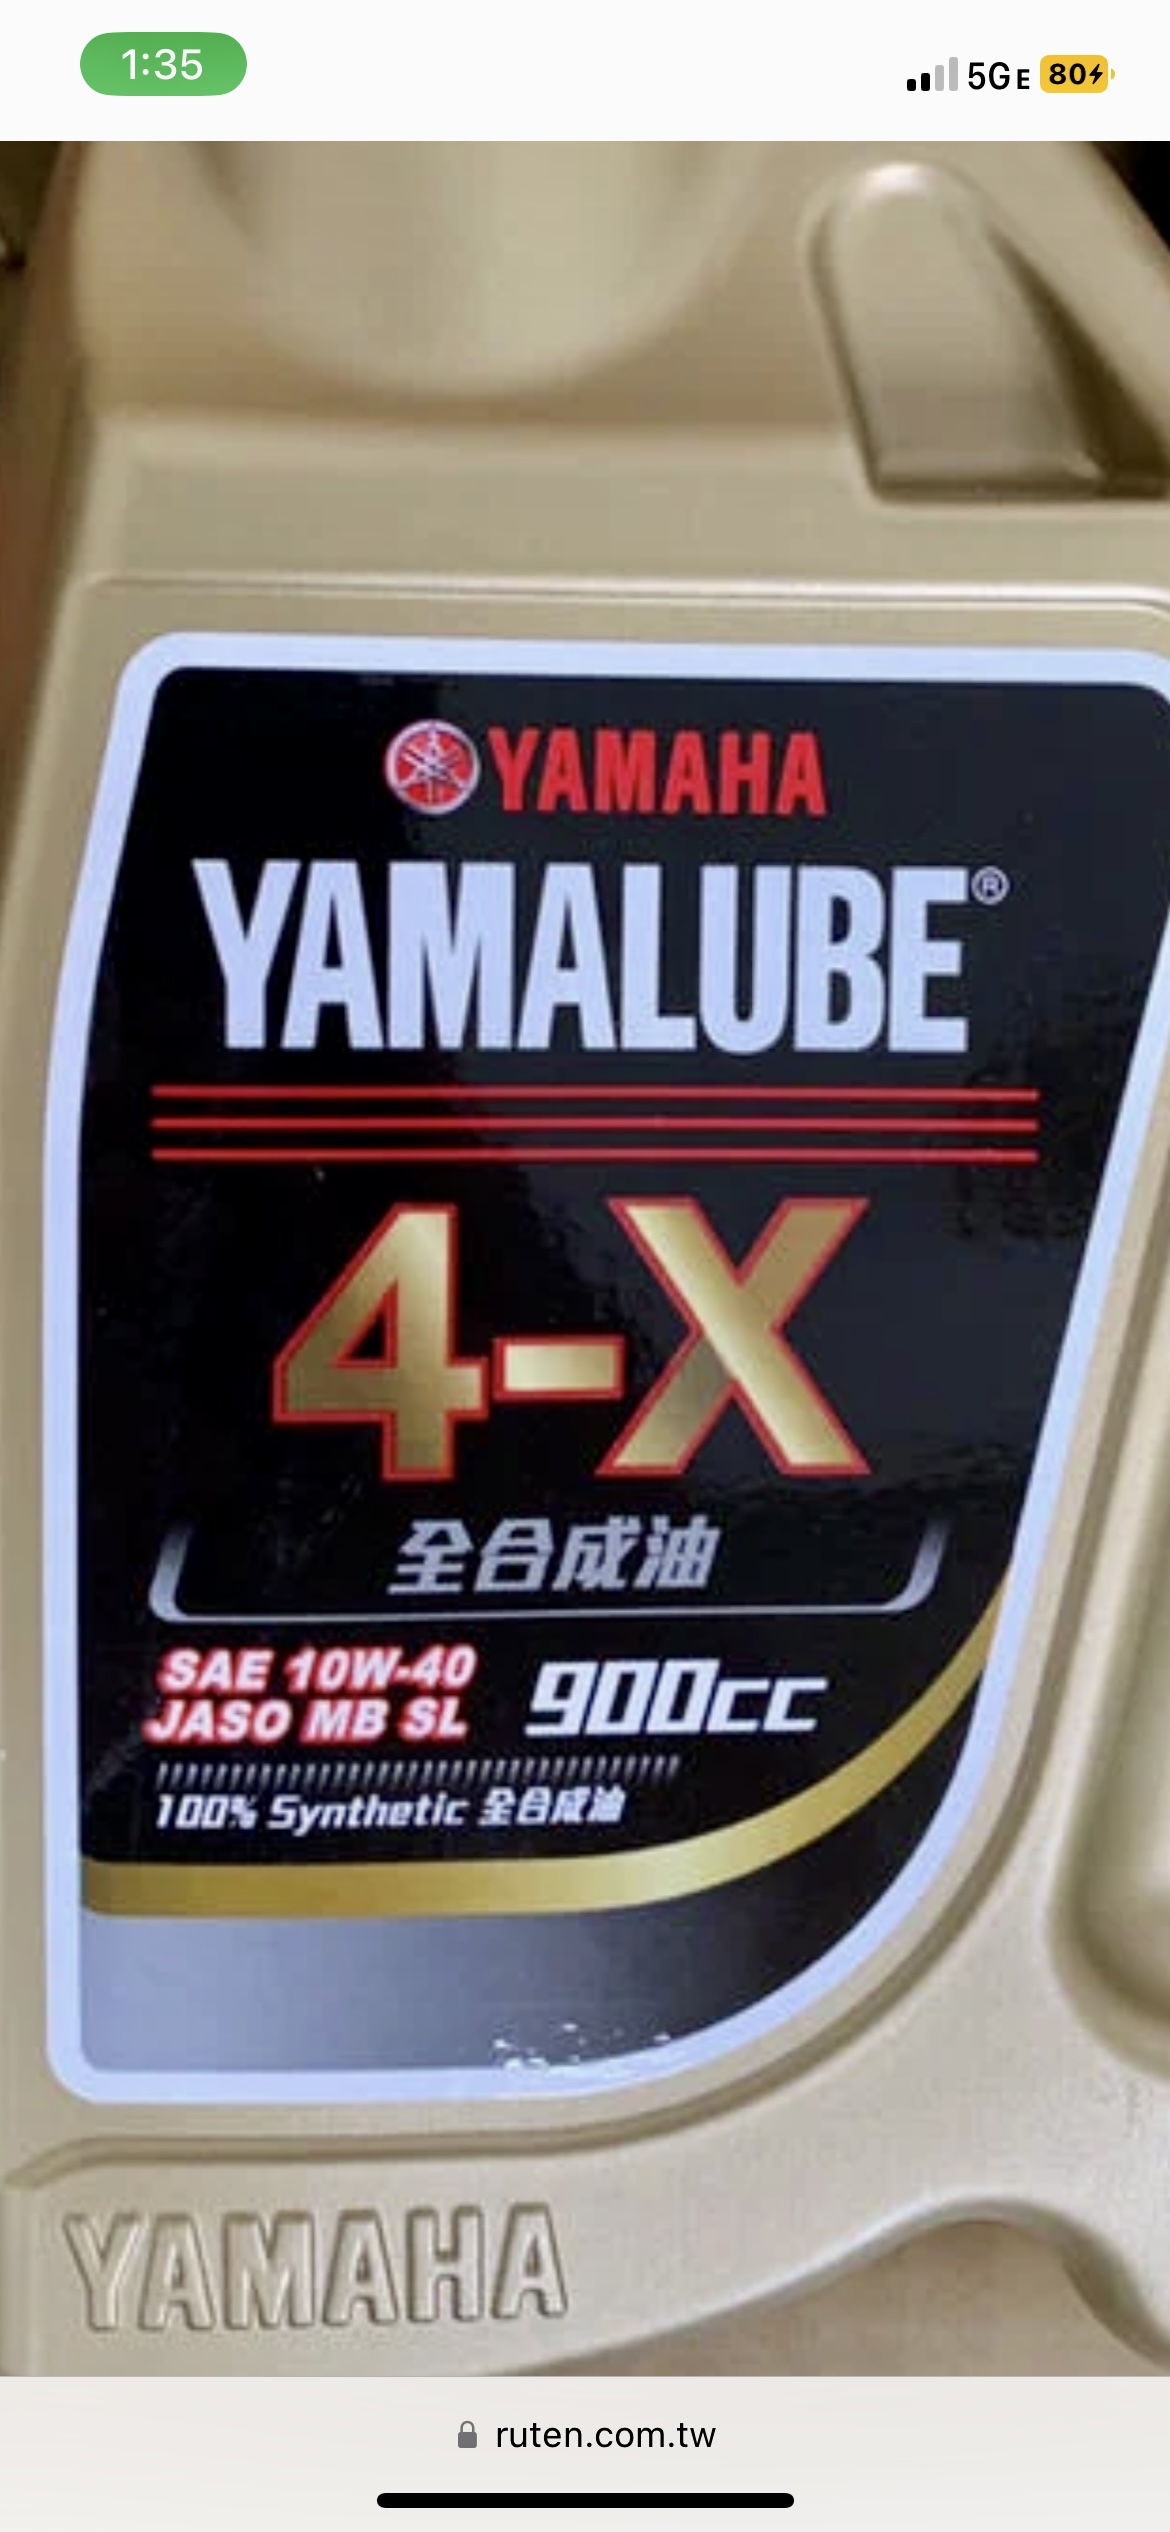 1:35
5GE 80
YAMAHA
YAMALUBE®
4-X
全合成油
SAE 10W-40
JASO MB SL
900cc
100% Synthetic 全合成油
YAMAHA
ruten.com.tw